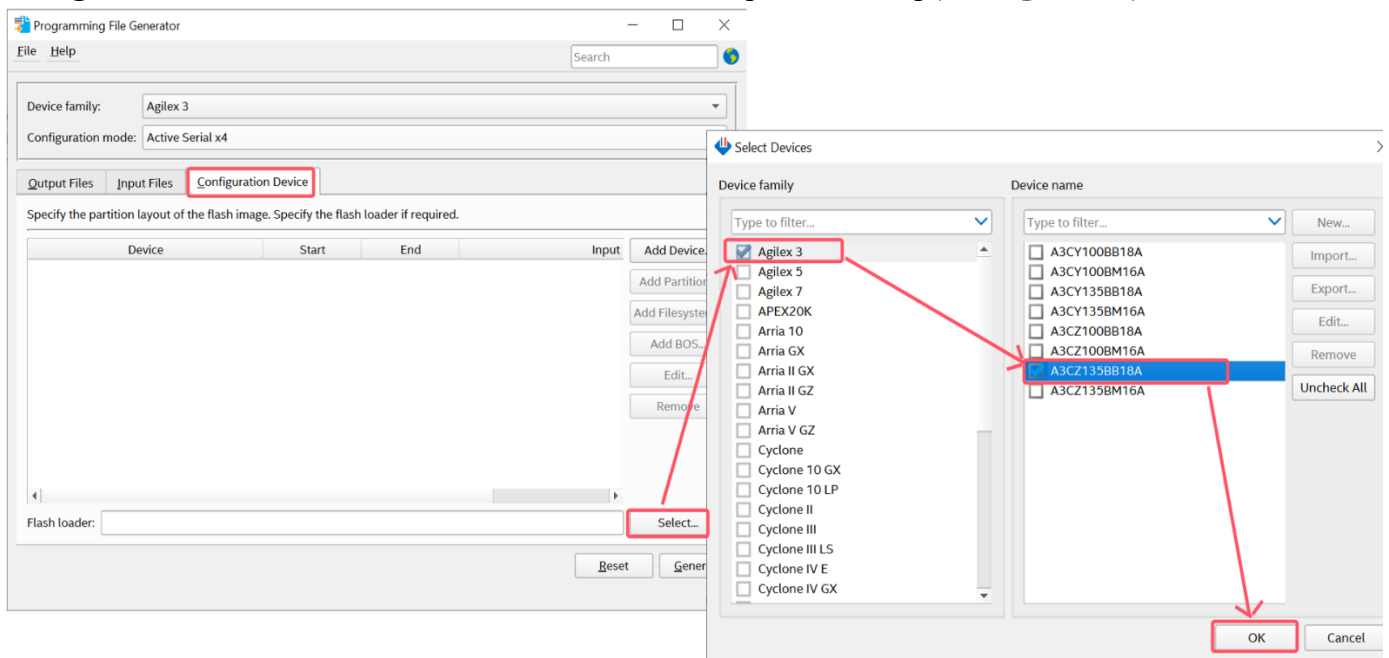 Programming File Generator
File Help
Search
Device family: Agilex 3
Configuration mode: Active Serial x4
Output Files Input Files Configuration Device
Specify the partition layout of the flash image. Specify the flash loader if required.
Device Start End Input
Add Device.
Add Partition
Add Filesyste
Add BOS...
Edit...
Remove
Flash loader:
Select...
Reset Gener
Select Devices
Device family
Type to filter...
Agilex 3
Agilex 5
Agilex 7
APEX20K
Arria 10
Arria GX
Arria II GX
Arria II GZ
Arria V
Arria V GZ
Cyclone
Cyclone 10 GX
Cyclone 10 LP
Cyclone II
Cyclone III
Cyclone III LS
Cyclone IV E
Cyclone IV GX
Device name
Type to filter...
A3CY100BB18A
A3CY100BM16A
A3CY135BB18A
A3CY135BM16A
A3CZ100BB18A
A3CZ100BM16A
A3CZ135BB18A
A3CZ135BM16A
New...
Import...
Export...
Edit...
Remove
Uncheck All
OK Cancel